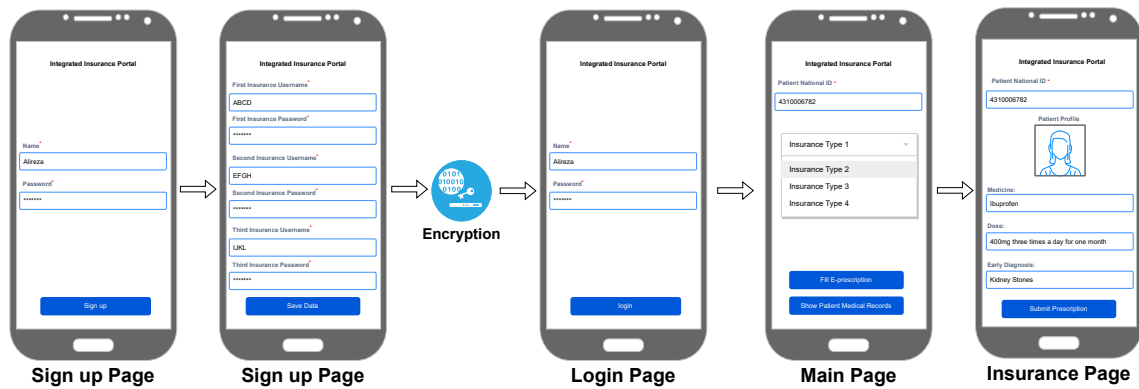 Integrated Insurance Portal
Name*
Alireza
Password*
*******
Sign up
Sign up Page
Integrated Insurance Portal
First Insurance Username*
ABCD
First Insurance Password*
*******
Second Insurance Username*
EFGH
Second Insurance Password*
*******
Third Insurance Username*
IJKL
Third Insurance Password*
*******
Save Data
Sign up Page
0101
010010
0100
Encryption
Integrated Insurance Portal
Name*
Alireza
Password*
*******
login
Login Page
Integrated Insurance Portal
Patient National ID *
4310006782
Insurance Type 1
Insurance Type 2
Insurance Type 3
Insurance Type 4
Fill E-prescription
Show Patient Medical Records
Main Page
Integrated Insurance Portal
Patient National ID *
4310006782
Patient Profile
Medicine:
Ibuprofen
Dose:
400mg three times a day for one month
Early Diagnosis:
Kidney Stones
Submit Prescription
Insurance Page